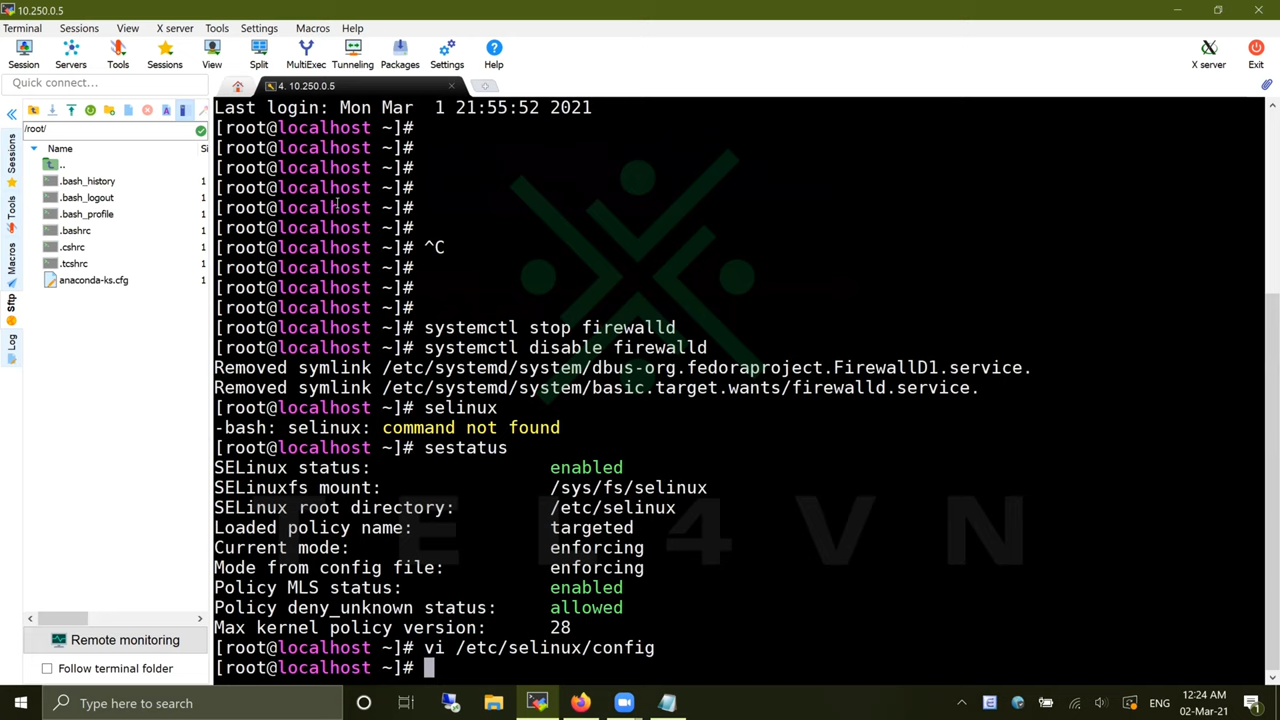 10.250.0.5
Terminal Sessions View X server Tools Settings Macros Help
Session Servers Tools Sessions View Split MultiExec Tunneling Packages Settings Help X server Exit
Quick connect...
4. 10.250.0.5
/root/
Name Si
..
.bash_history 1
.bash_logout 1
.bash_profile 1
.bashrc 1
.cshrc 1
.tcshrc 1
anaconda-ks.cfg 1
Sessions
Tools
Macros
Sftp
Log
Remote monitoring
Follow terminal folder
Last login: Mon Mar  1 21:55:52 2021
[root@localhost ~]#
[root@localhost ~]#
[root@localhost ~]#
[root@localhost ~]#
[root@localhost ~]#
[root@localhost ~]#
[root@localhost ~]# ^C
[root@localhost ~]#
[root@localhost ~]#
[root@localhost ~]#
[root@localhost ~]# systemctl stop firewalld
[root@localhost ~]# systemctl disable firewalld
Removed symlink /etc/systemd/system/dbus-org.fedoraproject.FirewallD1.service.
Removed symlink /etc/systemd/system/basic.target.wants/firewalld.service.
[root@localhost ~]# selinux
-bash: selinux: command not found
[root@localhost ~]# sestatus
SELinux status: enabled
SELinuxfs mount: /sys/fs/selinux
SELinux root directory: /etc/selinux
Loaded policy name: targeted
Current mode: enforcing
Mode from config file: enforcing
Policy MLS status: enabled
Policy deny_unknown status: allowed
Max kernel policy version: 28
[root@localhost ~]# vi /etc/selinux/config
[root@localhost ~]#
TEL4VN
Type here to search
ENG
12:24 AM
02-Mar-21